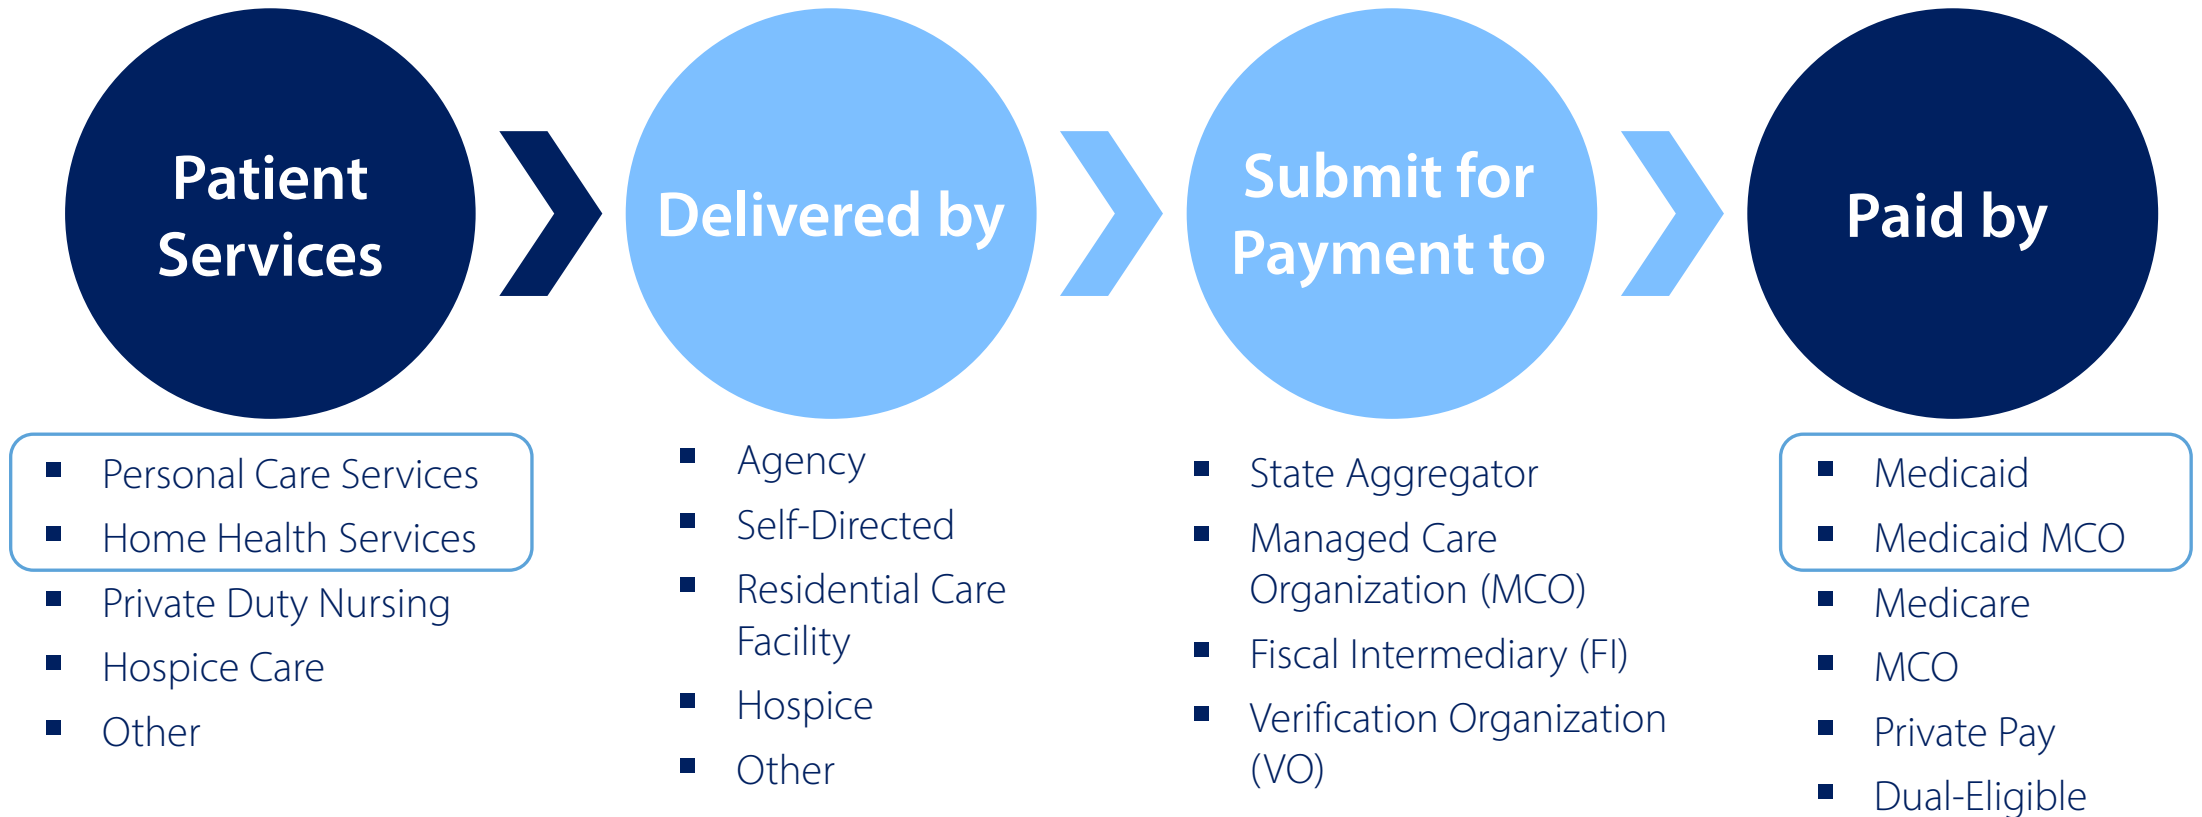 Patient
Services
Delivered by
Submit for
Payment to
Paid by
▪ Personal Care Services
▪ Home Health Services
▪ Private Duty Nursing
▪ Hospice Care
▪ Other
▪ Agency
▪ Self-Directed
▪ Residential Care
Facility
▪ Hospice
▪ Other
▪ State Aggregator
▪ Managed Care
Organization (MCO)
▪ Fiscal Intermediary (FI)
▪ Verification Organization
(VO)
▪ Medicaid
▪ Medicaid MCO
▪ Medicare
▪ MCO
▪ Private Pay
▪ Dual-Eligible